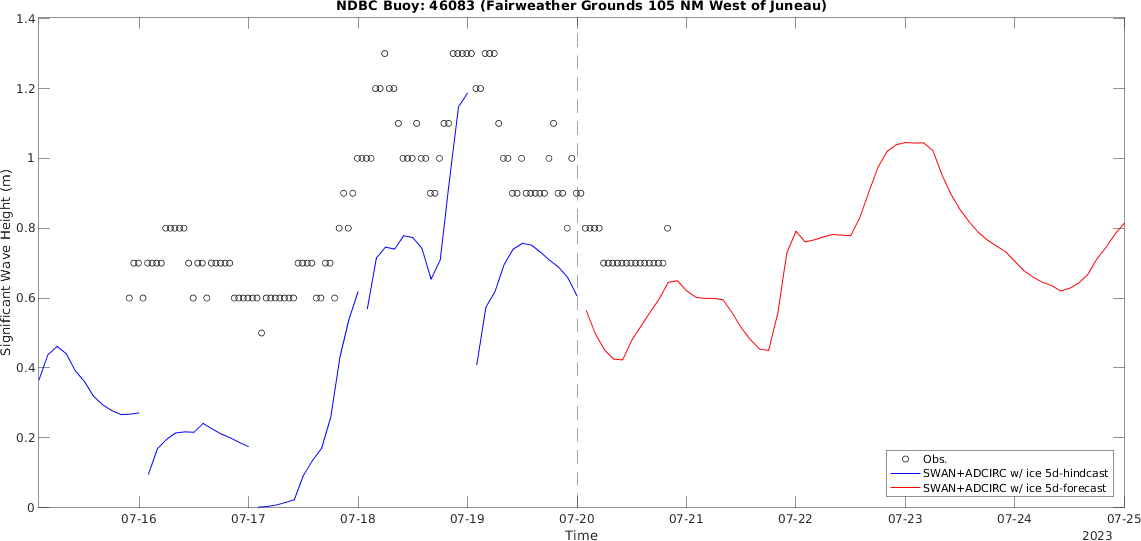 NDBC Buoy: 46083 (Fairweather Grounds 105 NM West of Juneau)
1.4
1.2
1
0.8
0.6
0.4
0.2
0
Significant Wave Height (m)
Obs.
SWAN+ADCIRC w/ ice 5d-hindcast
SWAN+ADCIRC w/ ice 5d-forecast
07-16 07-17 07-18 07-19 07-20 07-21 07-22 07-23 07-24 07-25
Time
2023